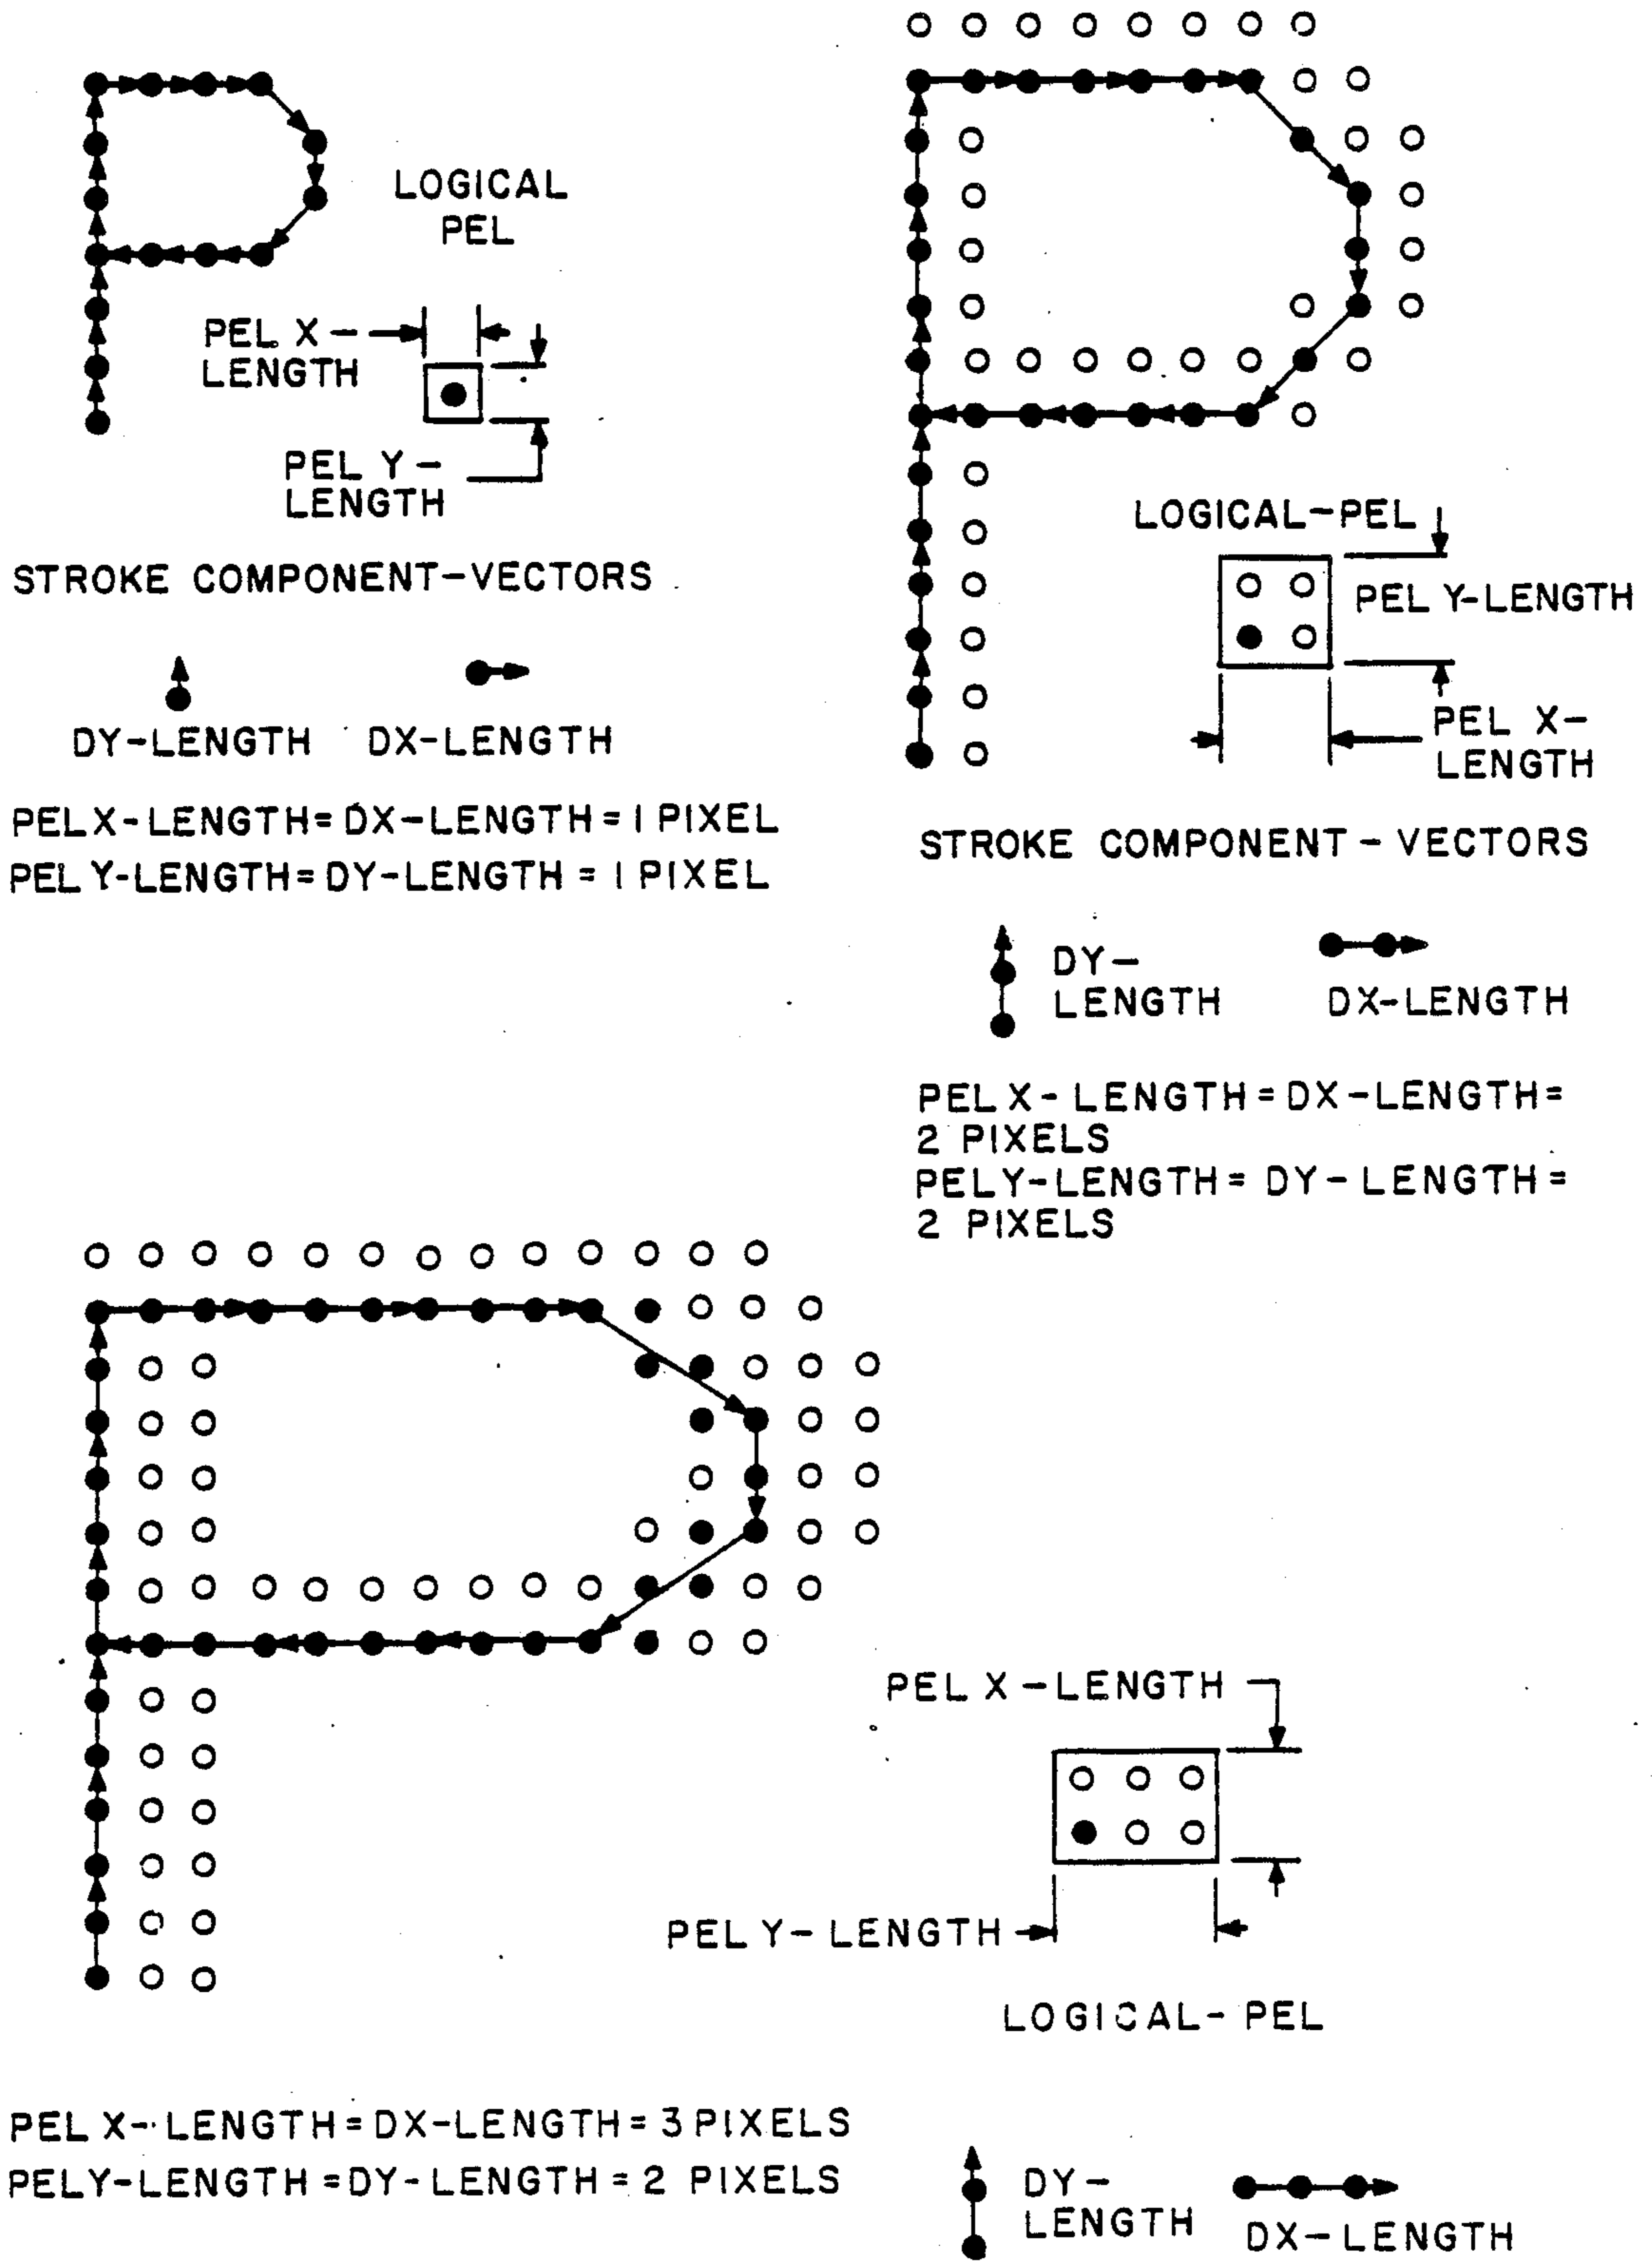 LOGICAL
PEL
PEL X-
LENGTH
PEL Y-
LENGTH
STROKE COMPONENT-VECTORS
DY-LENGTH DX-LENGTH
PEL X-LENGTH = DX-LENGTH = 1 PIXEL
PEL Y-LENGTH = DY-LENGTH = 1 PIXEL
LOGICAL-PEL
PEL Y-LENGTH
PEL X-
LENGTH
STROKE COMPONENT-VECTORS
DY-
LENGTH
DX-LENGTH
PEL X-LENGTH = DX-LENGTH =
2 PIXELS
PEL Y-LENGTH = DY-LENGTH =
2 PIXELS
PEL X-LENGTH
PEL Y-LENGTH
LOGICAL-PEL
PEL X-LENGTH = DX-LENGTH = 3 PIXELS
PEL Y-LENGTH = DY-LENGTH = 2 PIXELS
DY-
LENGTH
DX-LENGTH